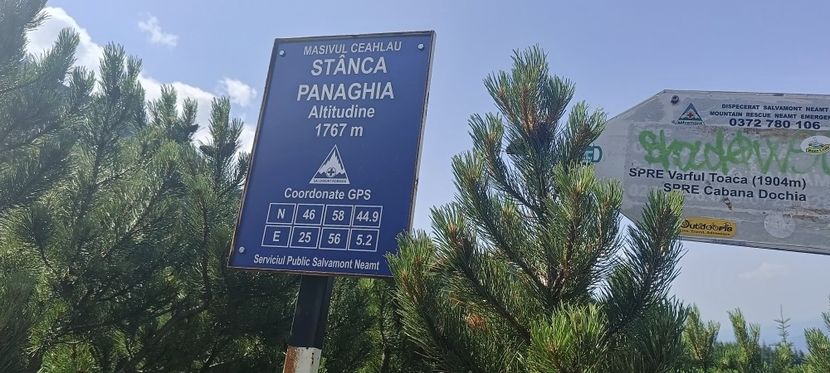 MASIVUL CEAHLAU
STÂNCA
PANAGHIA
Altitudine
1767 m
Coordonate GPS
N 46 58 44.9
E 25 56 5.2
Serviciul Public Salvamont Neamt
DISPECERAT SALVAMONT NEAMT
MOUNTAIN RESCUE NEAMT EMERGEN
0372 780 106
SPRE Varful Toaca (1904m)
SPRE Cabana Dochia